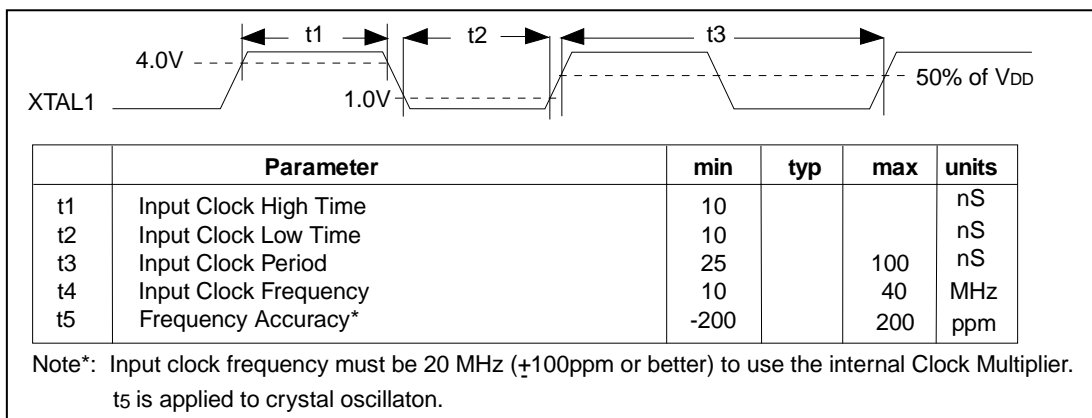 t1 t2 t3
4.0V
50% of VDD
XTAL1 1.0V
Parameter min typ max units
t1 Input Clock High Time 10 nS
t2 Input Clock Low Time 10 nS
t3 Input Clock Period 25 100 nS
t4 Input Clock Frequency 10 40 MHz
t5 Frequency Accuracy* -200 200 ppm
Note*: Input clock frequency must be 20 MHz (±100ppm or better) to use the internal Clock Multiplier.
t5 is applied to crystal oscillaton.